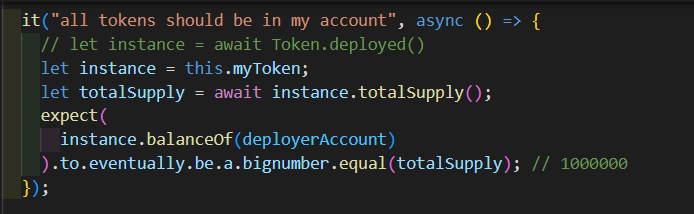 it("all tokens should be in my account", async () => {
// let instance = await Token.deployed()
let instance = this.myToken;
let totalSupply = await instance.totalSupply();
expect(
instance.balanceOf(deployerAccount)
).to.eventually.be.a.bignumber.equal(totalSupply); // 1000000
});